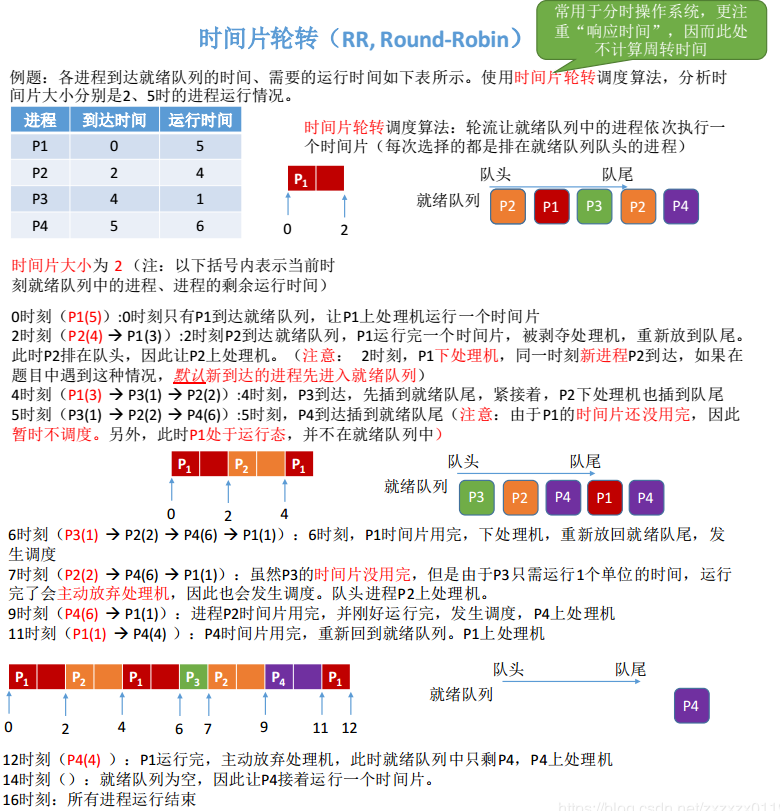 常用于分时操作系统，更注
重“响应时间”，因而此处
不计算周转时间
时间片轮转（RR, Round-Robin）
例题：各进程到达就绪队列的时间、需要的运行时间如下表所示。使用时间片轮转调度算法，分析时
间片大小分别是2、5时的进程运行情况。
进程 到达时间 运行时间
P1 0 5
P2 2 4
P3 4 1
P4 5 6
时间片轮转调度算法：轮流让就绪队列中的进程依次执行一
个时间片（每次选择的都是排在就绪队列队头的进程）
P1
0 2
队头 队尾
就绪队列 P2 P1 P3 P2 P4
时间片大小为 2（注：以下括号内表示当前时
刻就绪队列中的进程、进程的剩余运行时间）
0时刻（P1(5)）:0时刻只有P1到达就绪队列，让P1上处理机运行一个时间片
2时刻（P2(4) → P1(3)）:2时刻P2到达就绪队列，P1运行完一个时间片，被剥夺处理机，重新放到队尾。
此时P2排在队头，因此让P2上处理机。（注意： 2时刻，P1下处理机，同一时刻新进程P2到达，如果在
题目中遇到这种情况，默认新到达的进程先进入就绪队列）
4时刻（P1(3) → P3(1) → P2(2)）:4时刻，P3到达，先插到就绪队尾，紧接着，P2下处理机也插到队尾
5时刻（P3(1) → P2(2) → P4(6)）:5时刻，P4到达插到就绪队尾（注意：由于P1的时间片还没用完，因此
暂时不调度。另外，此时P1处于运行态，并不在就绪队列中）
P1 P2 P1
0 2 4
队头 队尾
就绪队列 P3 P2 P4 P1 P4
6时刻（P3(1) → P2(2) → P4(6) → P1(1)）：6时刻，P1时间片用完，下处理机，重新放回就绪队尾，发
生调度
7时刻（P2(2) → P4(6) → P1(1)）：虽然P3的时间片没用完，但是由于P3只需运行1个单位的时间，运行
完了会主动放弃处理机，因此也会发生调度。队头进程P2上处理机。
9时刻（P4(6) → P1(1)）：进程P2时间片用完，并刚好运行完，发生调度，P4上处理机
11时刻（P1(1) → P4(4) ）：P4时间片用完，重新回到就绪队列。P1上处理机
P1 P2 P1 P3 P2 P4 P1
0 2 4 6 7 9 11 12
队头 队尾
就绪队列 P4
12时刻（P4(4) ）：P1运行完，主动放弃处理机，此时就绪队列中只剩P4，P4上处理机
14时刻（）：就绪队列为空，因此让P4接着运行一个时间片。
16时刻：所有进程运行结束